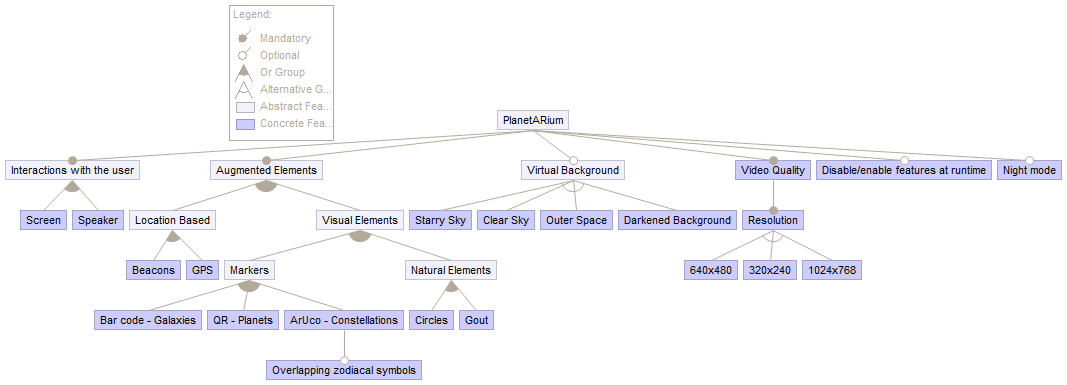 Legend:
Mandatory
Optional
Or Group
Alternative G...
Abstract Fea...
Concrete Fea...
PlanetARium
Interactions with the user
Augmented Elements
Virtual Background
Video Quality
Disable/enable features at runtime
Night mode
Screen
Speaker
Location Based
Visual Elements
Starry Sky
Clear Sky
Outer Space
Darkened Background
Resolution
Beacons
GPS
Markers
Natural Elements
640x480
320x240
1024x768
Bar code - Galaxies
QR - Planets
ArUco - Constellations
Circles
Gout
Overlapping zodiacal symbols